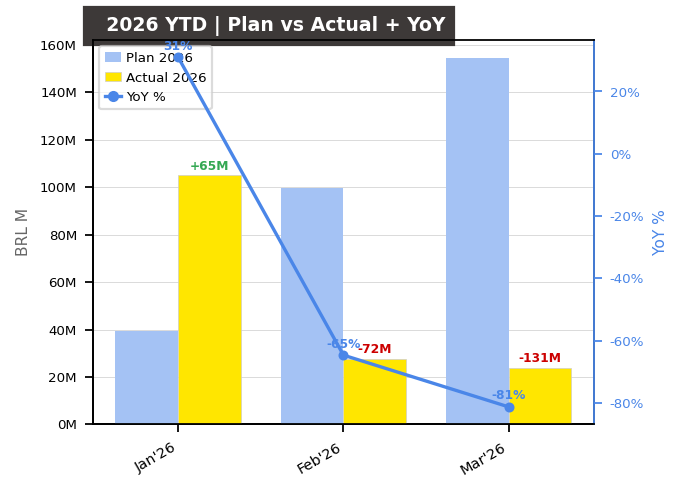 2026 YTD | Plan vs Actual + YoY
160M
140M
120M
100M
80M
60M
40M
20M
0M
BRL M
Plan 2026
Actual 2026
YoY %
31%
+65M
-65%
-72M
-81%
-131M
20%
0%
-20%
-40%
-60%
-80%
YoY %
Jan'26
Feb'26
Mar'26